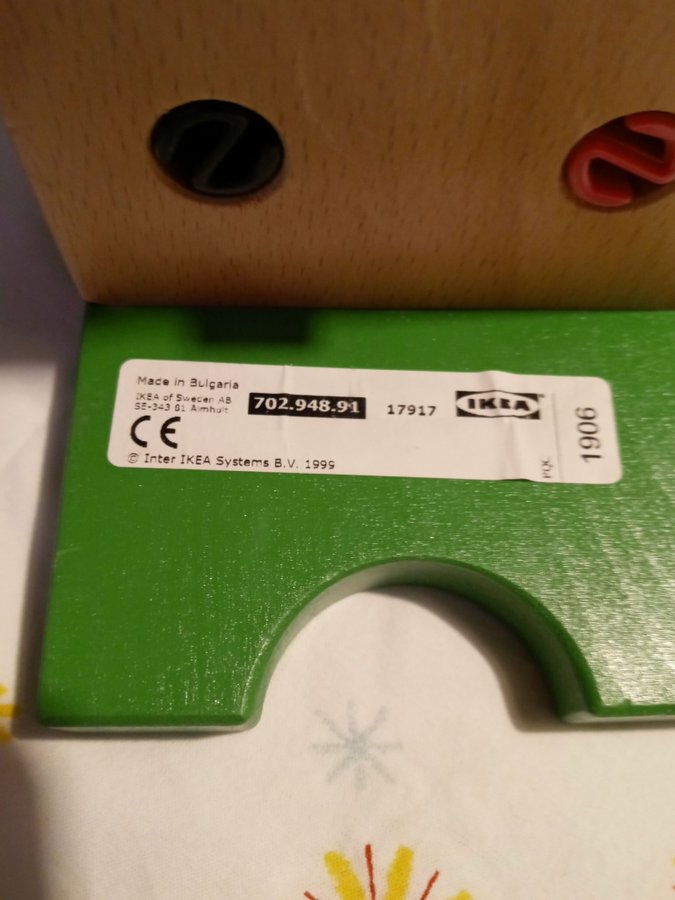 Made in Bulgaria
IKEA of Sweden AB
SE-343 81 Älmhult
702.948.91
17917
IKEA
®
CE
© Inter IKEA Systems B.V. 1999
PQC
1906